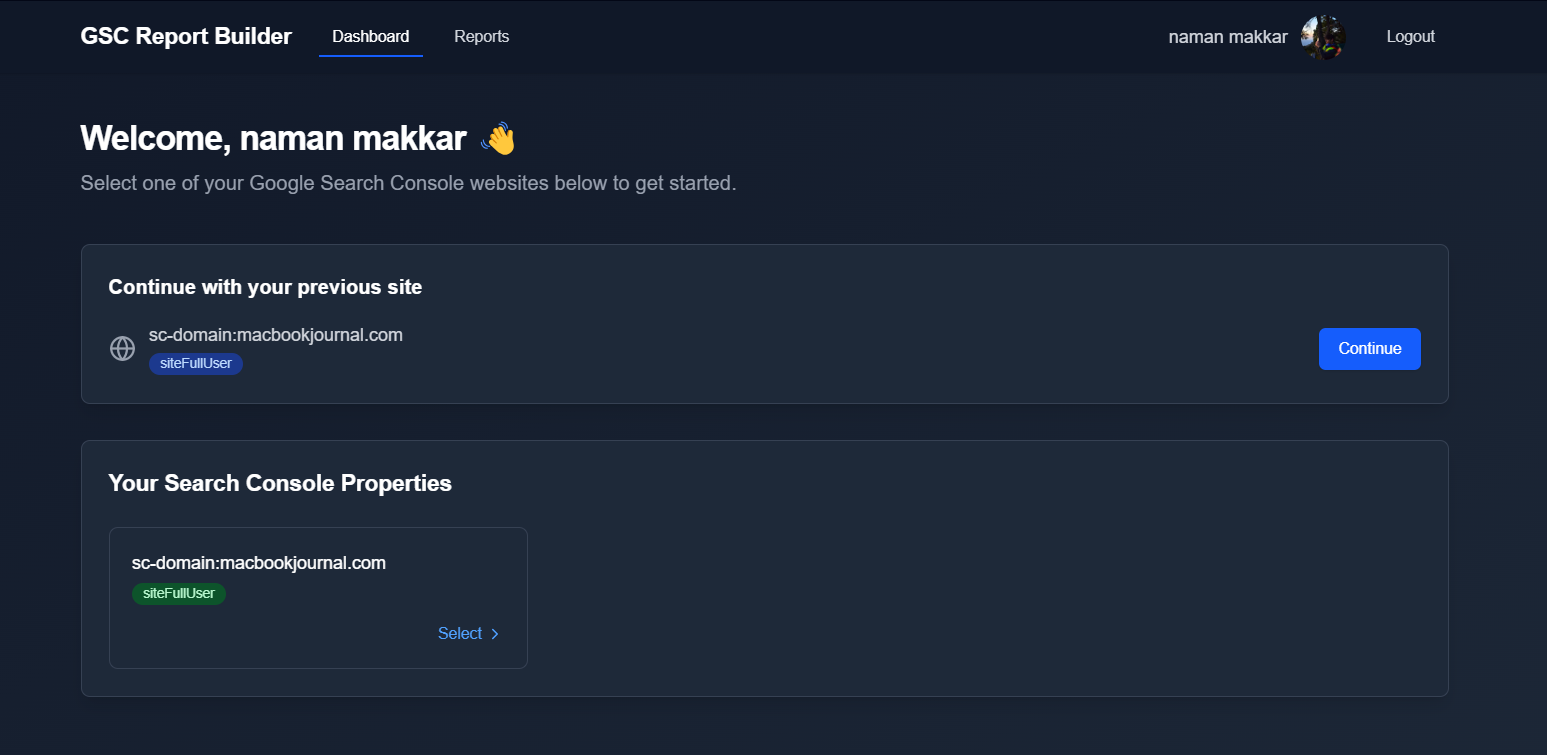 GSC Report Builder Dashboard Reports naman makkar Logout
Welcome, naman makkar 👋
Select one of your Google Search Console websites below to get started.
Continue with your previous site
sc-domain:macbookjournal.com
siteFullUser
Continue
Your Search Console Properties
sc-domain:macbookjournal.com
siteFullUser
Select